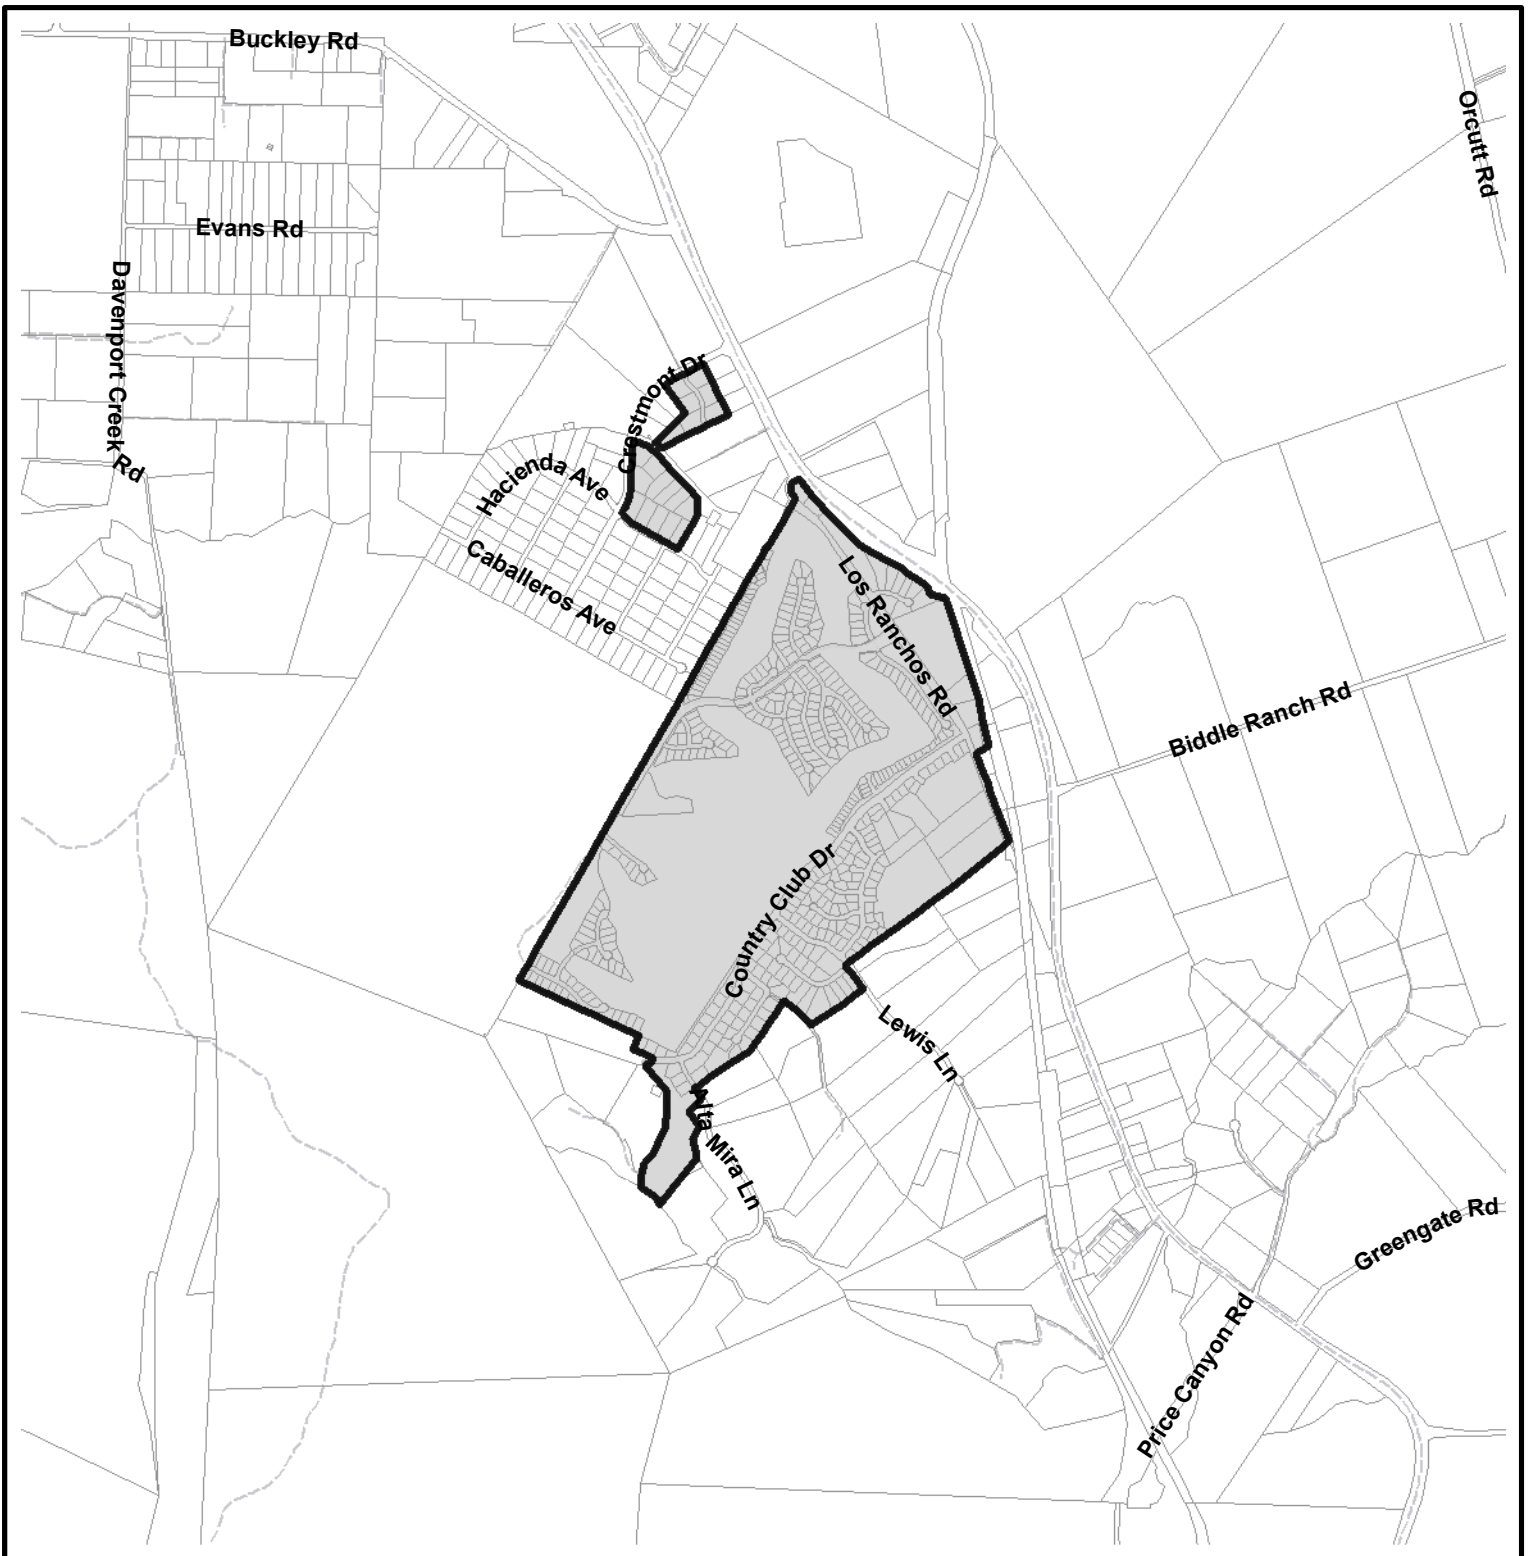 Buckley Rd
Orcutt Rd
Evans Rd
Davenport Creek Rd
Crestmont Dr
Hacienda Ave
Caballeros Ave
Los Ranchos Rd
Biddle Ranch Rd
Country Club Dr
Lewis Ln
Alta Mira Ln
Greengate Rd
Price Canyon Rd